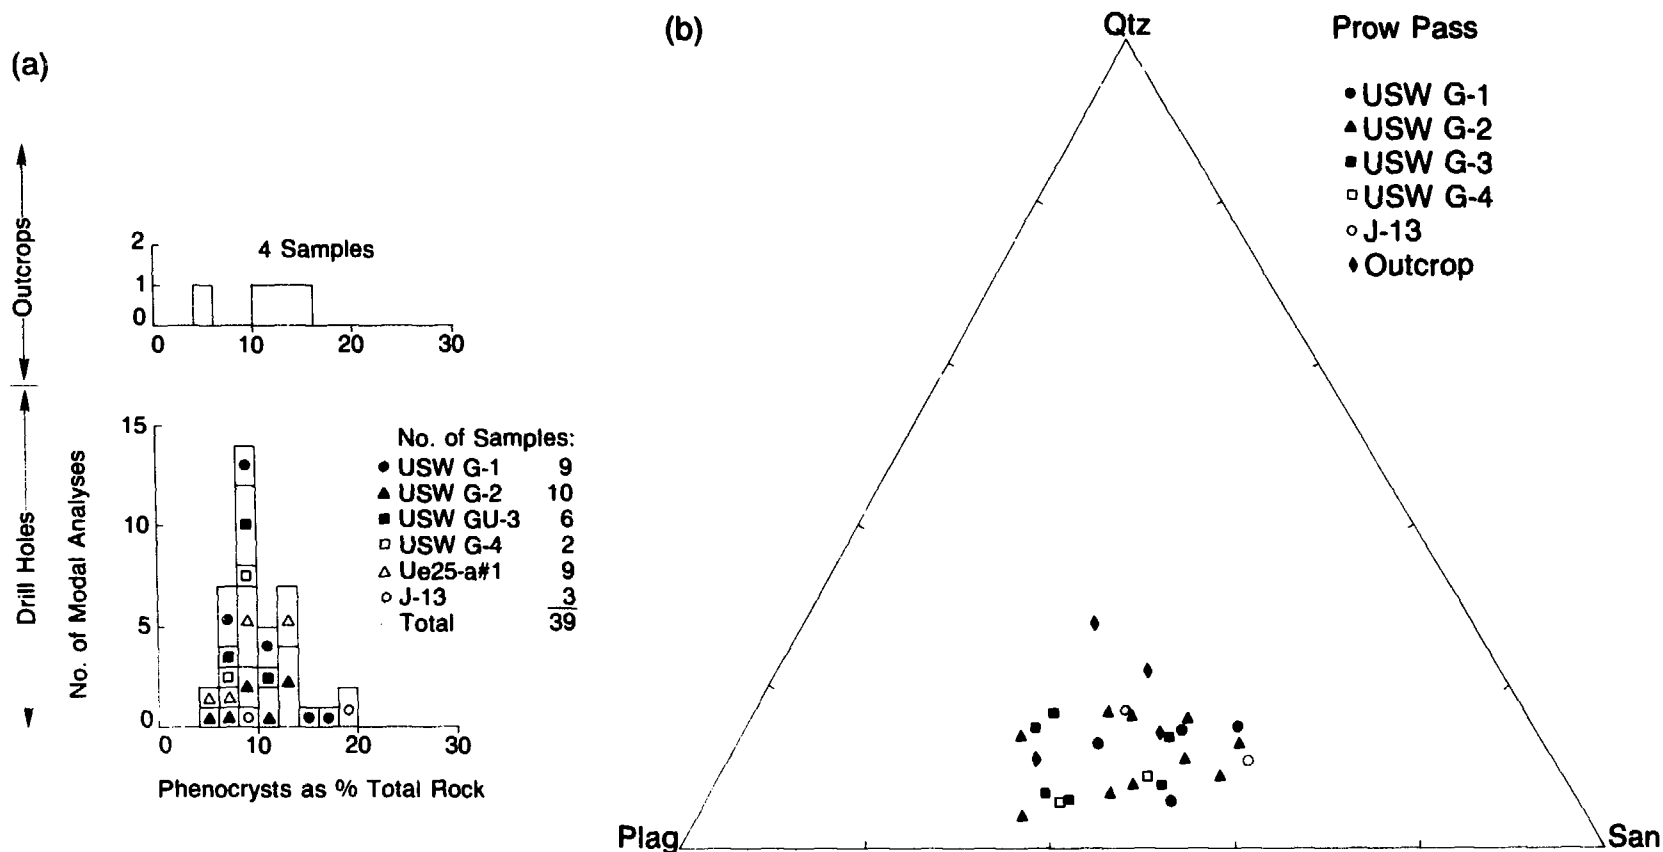 (a)
Outcrops
4 Samples
2
1
0
0 10 20 30
Drill Holes
No. of Modal Analyses
15
10
5
0
0 10 20 30
Phenocrysts as % Total Rock
No. of Samples:
USW G-1 9
USW G-2 10
USW GU-3 6
USW G-4 2
Ue25-a#1 9
J-13 3
Total 39
(b)
Qtz
Plag
San
Prow Pass
USW G-1
USW G-2
USW G-3
USW G-4
J-13
Outcrop